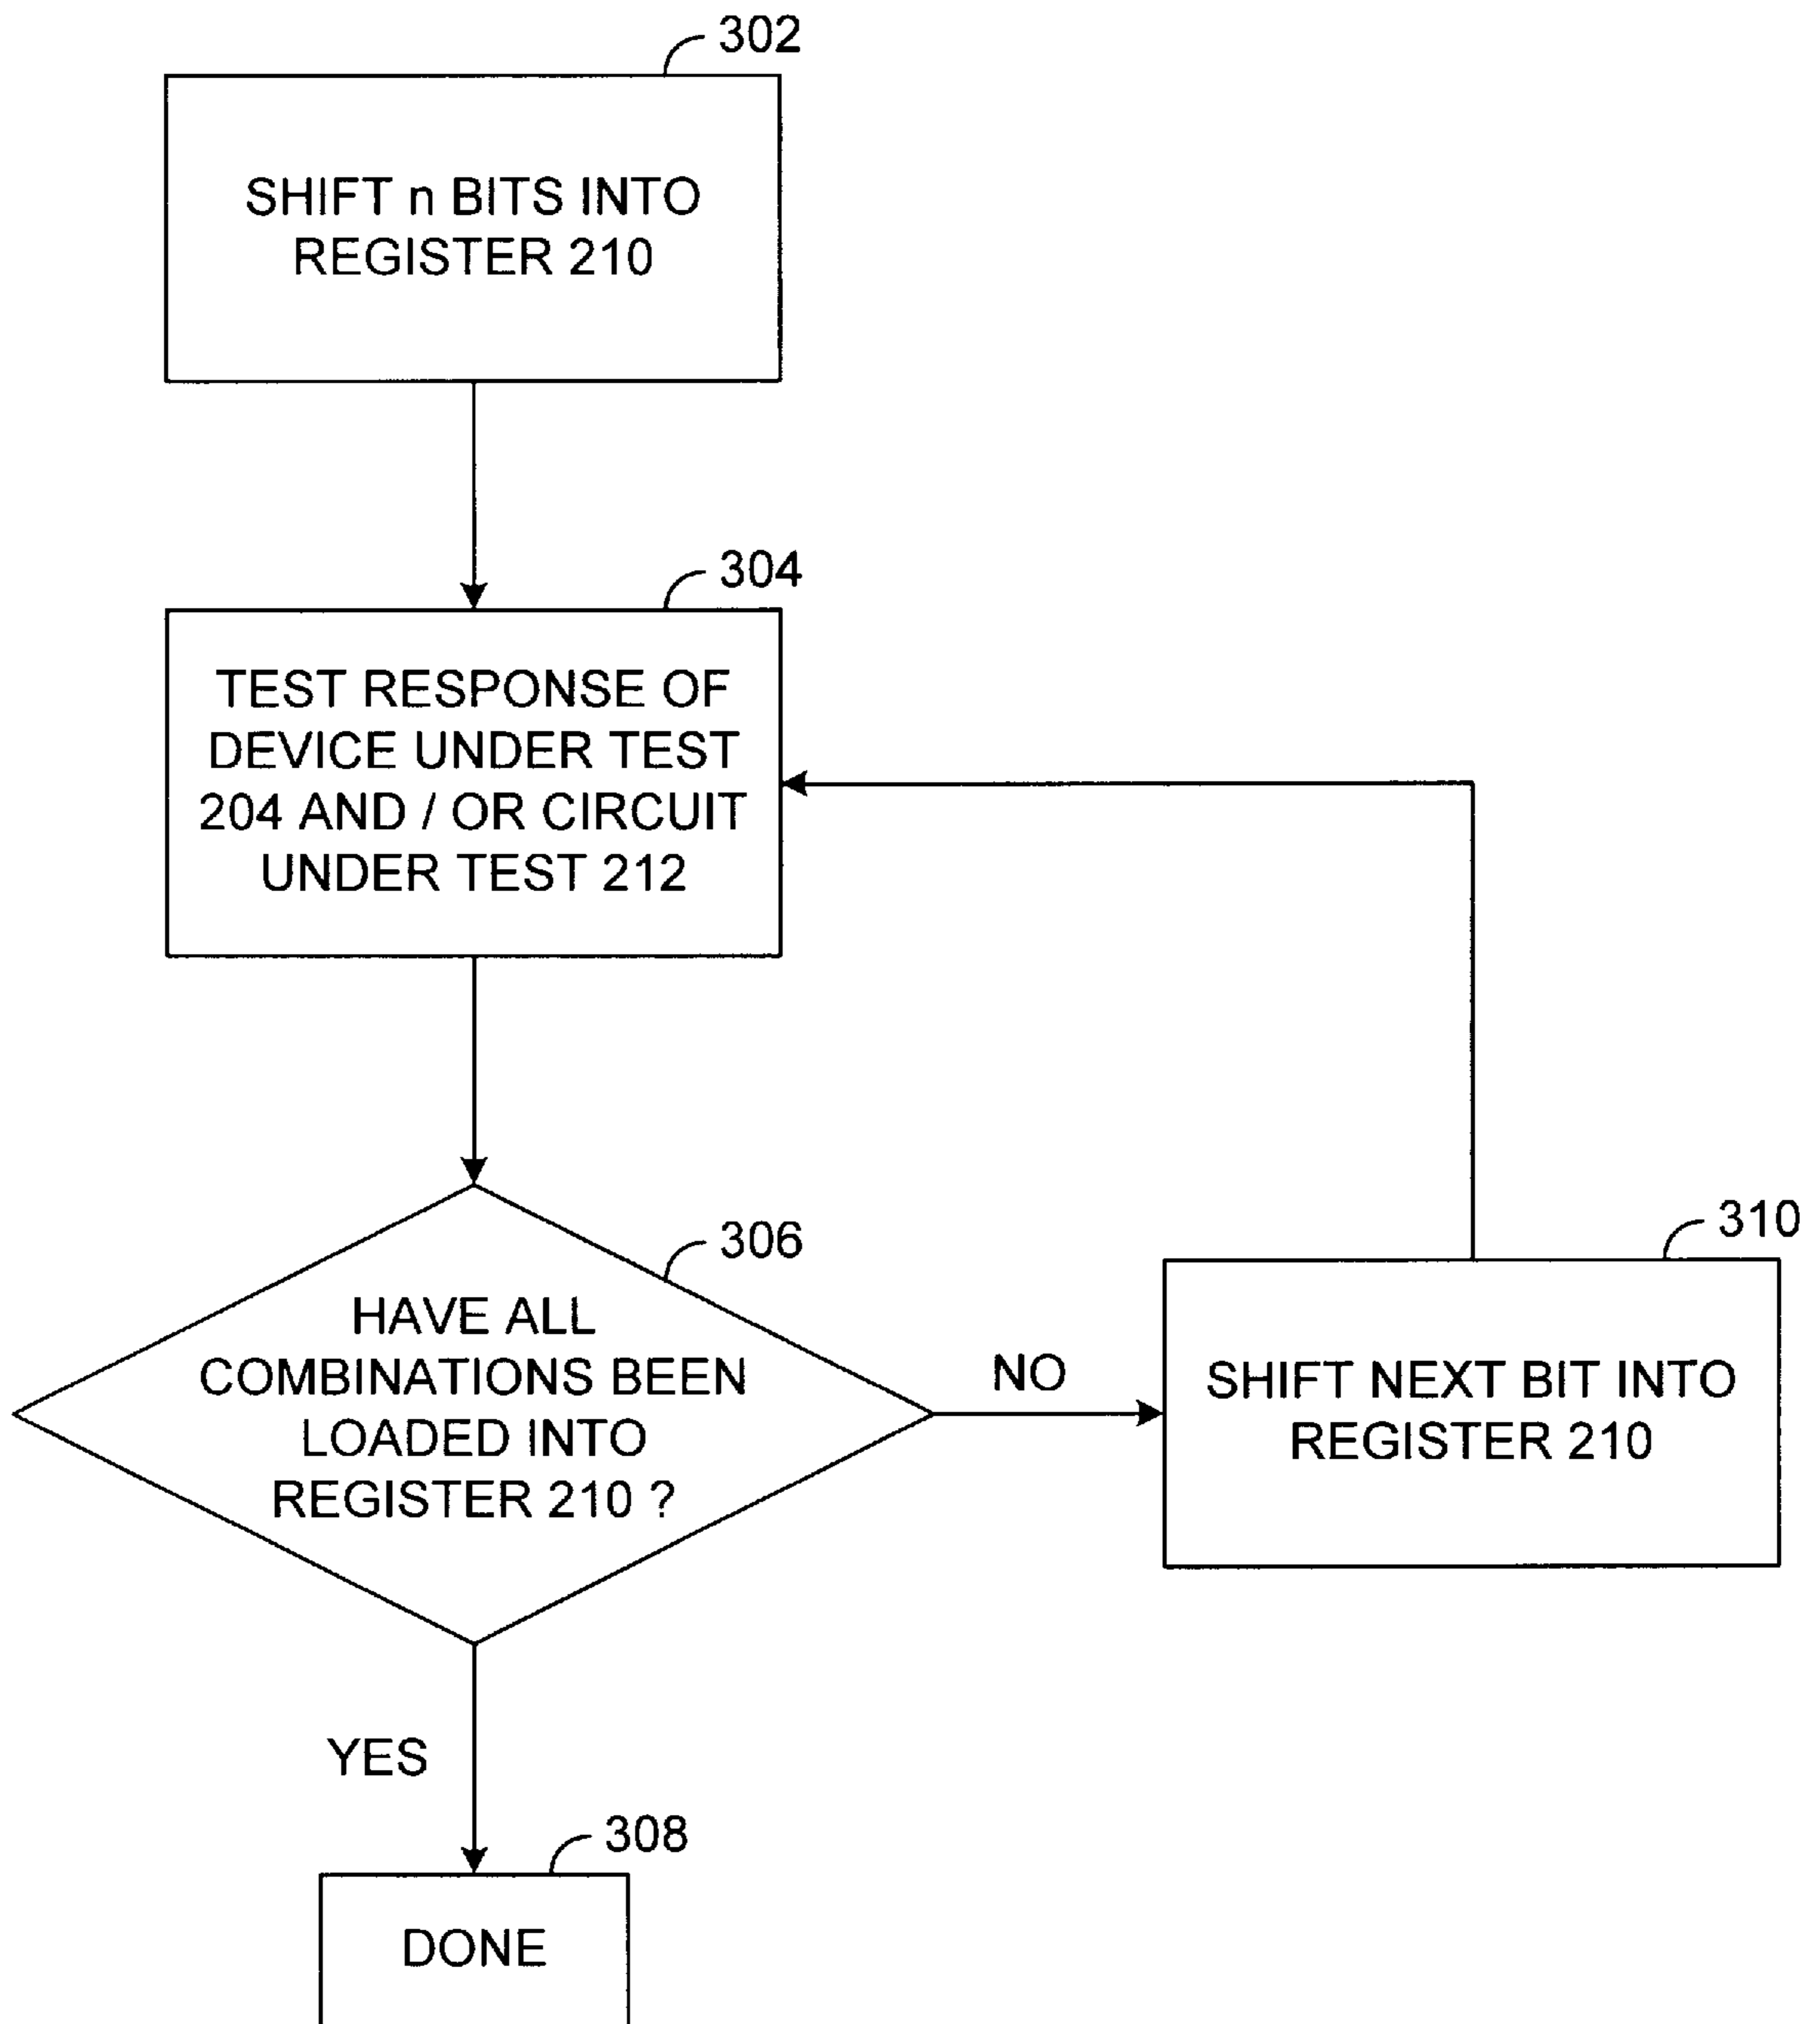 302
SHIFT n BITS INTO
REGISTER 210
304
TEST RESPONSE OF
DEVICE UNDER TEST
204 AND / OR CIRCUIT
UNDER TEST 212
306
HAVE ALL
COMBINATIONS BEEN
LOADED INTO
REGISTER 210 ?
NO
310
SHIFT NEXT BIT INTO
REGISTER 210
YES
308
DONE